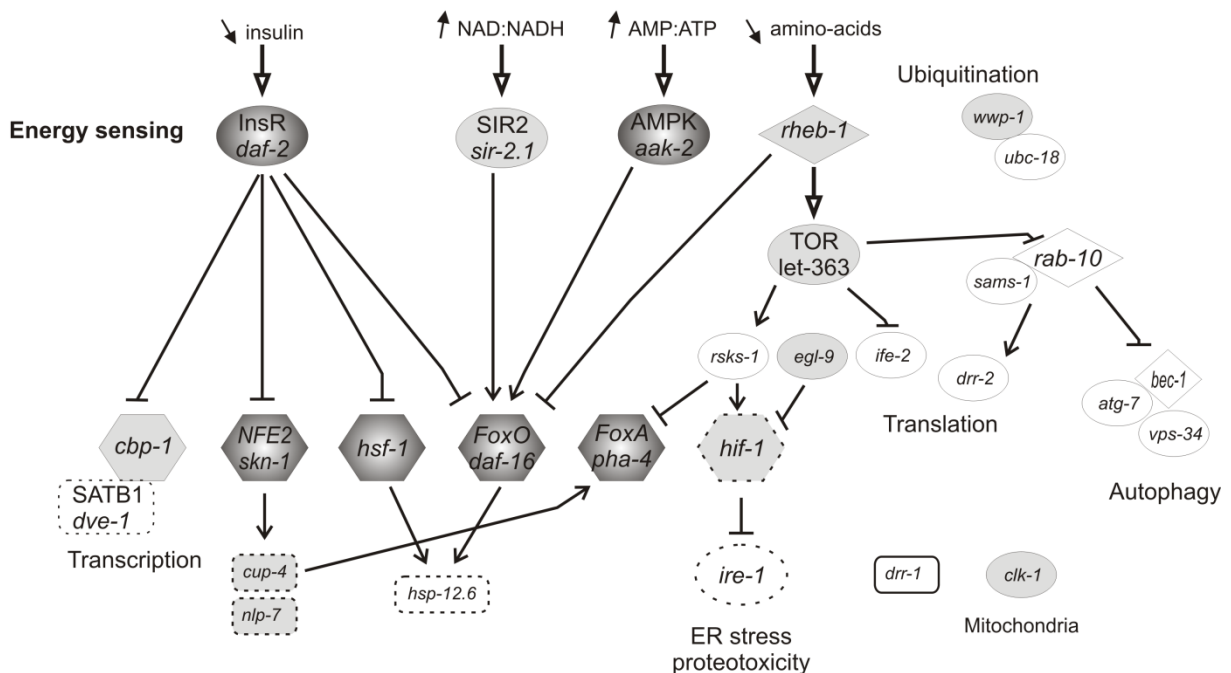 insulin
NAD:NADH
AMP:ATP
amino-acids
Ubiquitination
Energy sensing
InsR
daf-2
SIR2
sir-2.1
AMPK
aak-2
rheb-1
wwp-1
ubc-18
TOR
let-363
rab-10
sams-1
rsks-1
egl-9
ife-2
drr-2
bec-1
atg-7
vps-34
Translation
Autophagy
cbp-1
NFE2
skn-1
hsf-1
FoxO
daf-16
FoxA
pha-4
hif-1
SATB1
dve-1
Transcription
cup-4
nlp-7
hsp-12.6
ire-1
drr-1
clk-1
ER stress
proteotoxicity
Mitochondria